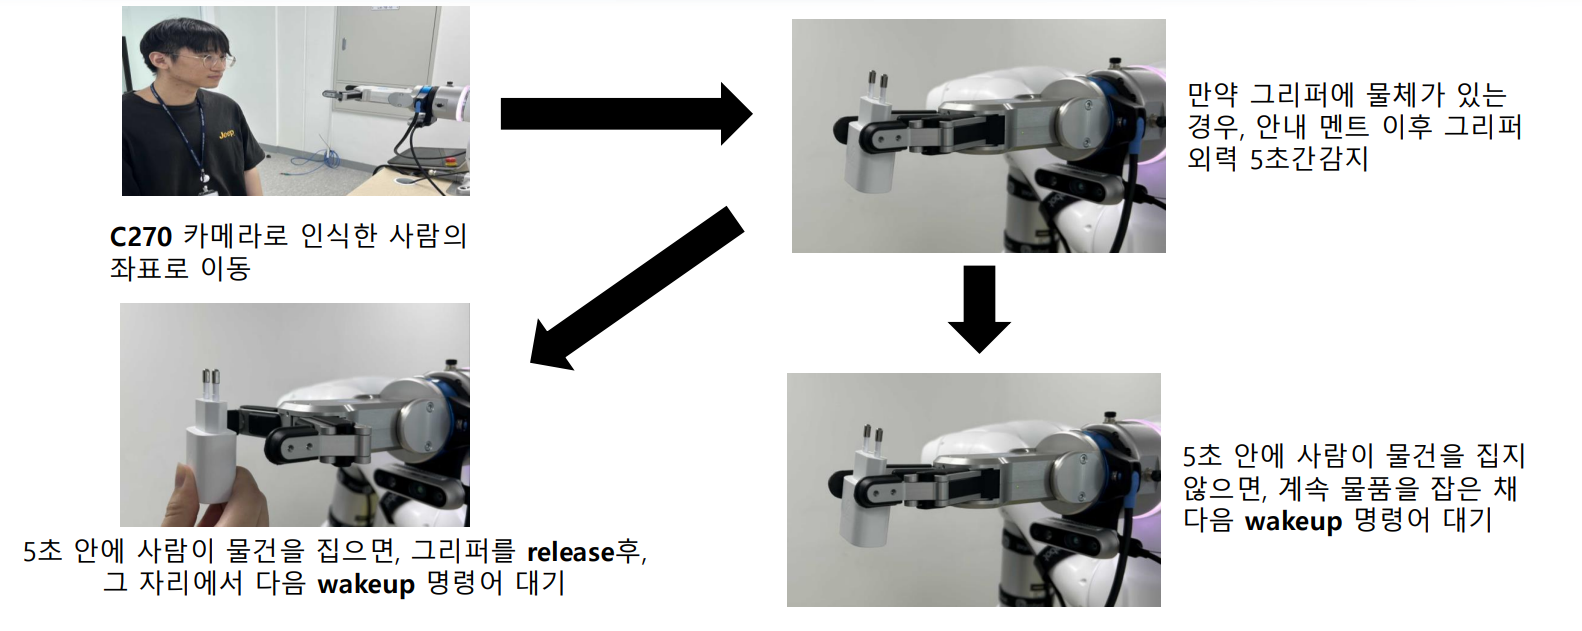 Jeep
C270 카메라로 인식한 사람의
좌표로 이동
만약 그리퍼에 물체가 있는
경우, 안내 멘트 이후 그리퍼
외력 5초간감지
5초 안에 사람이 물건을 집으면, 그리퍼를 release후,
그 자리에서 다음 wakeup 명령어 대기
5초 안에 사람이 물건을 집지
않으면, 계속 물품을 잡은 채
다음 wakeup 명령어 대기